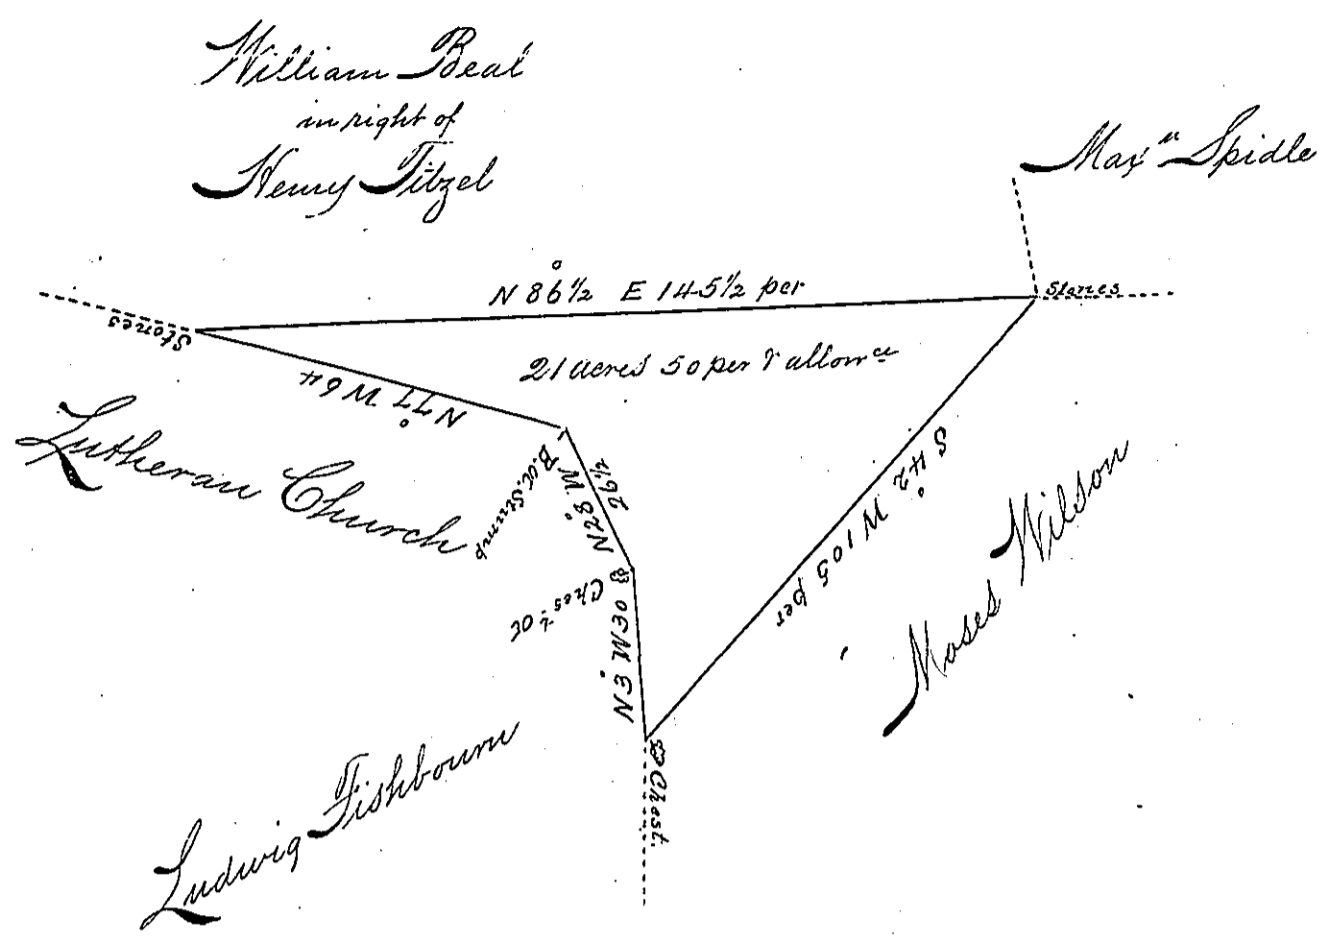 William Beal
in right of
Henry Titzel
Maxn Spidle
N 86½° E 145½ per
Stones
Stones
21 acres 50 per & allowce
N 77° W 64
Lutheran Church
B.O. Stump
N 28° W 26½
S 42° W 105 per
Moses Wilson
Chest Ok
N 3° W 30
Chest.
Ludwig Fishbourn